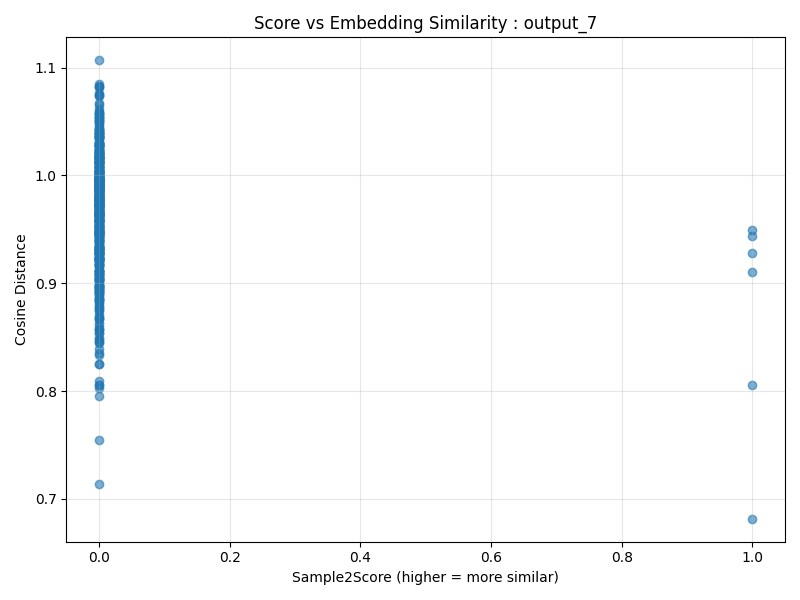 Score vs Embedding Similarity : output_7
1.1
1.0
0.9
0.8
0.7
Cosine Distance
0.0 0.2 0.4 0.6 0.8 1.0
Sample2Score (higher = more similar)